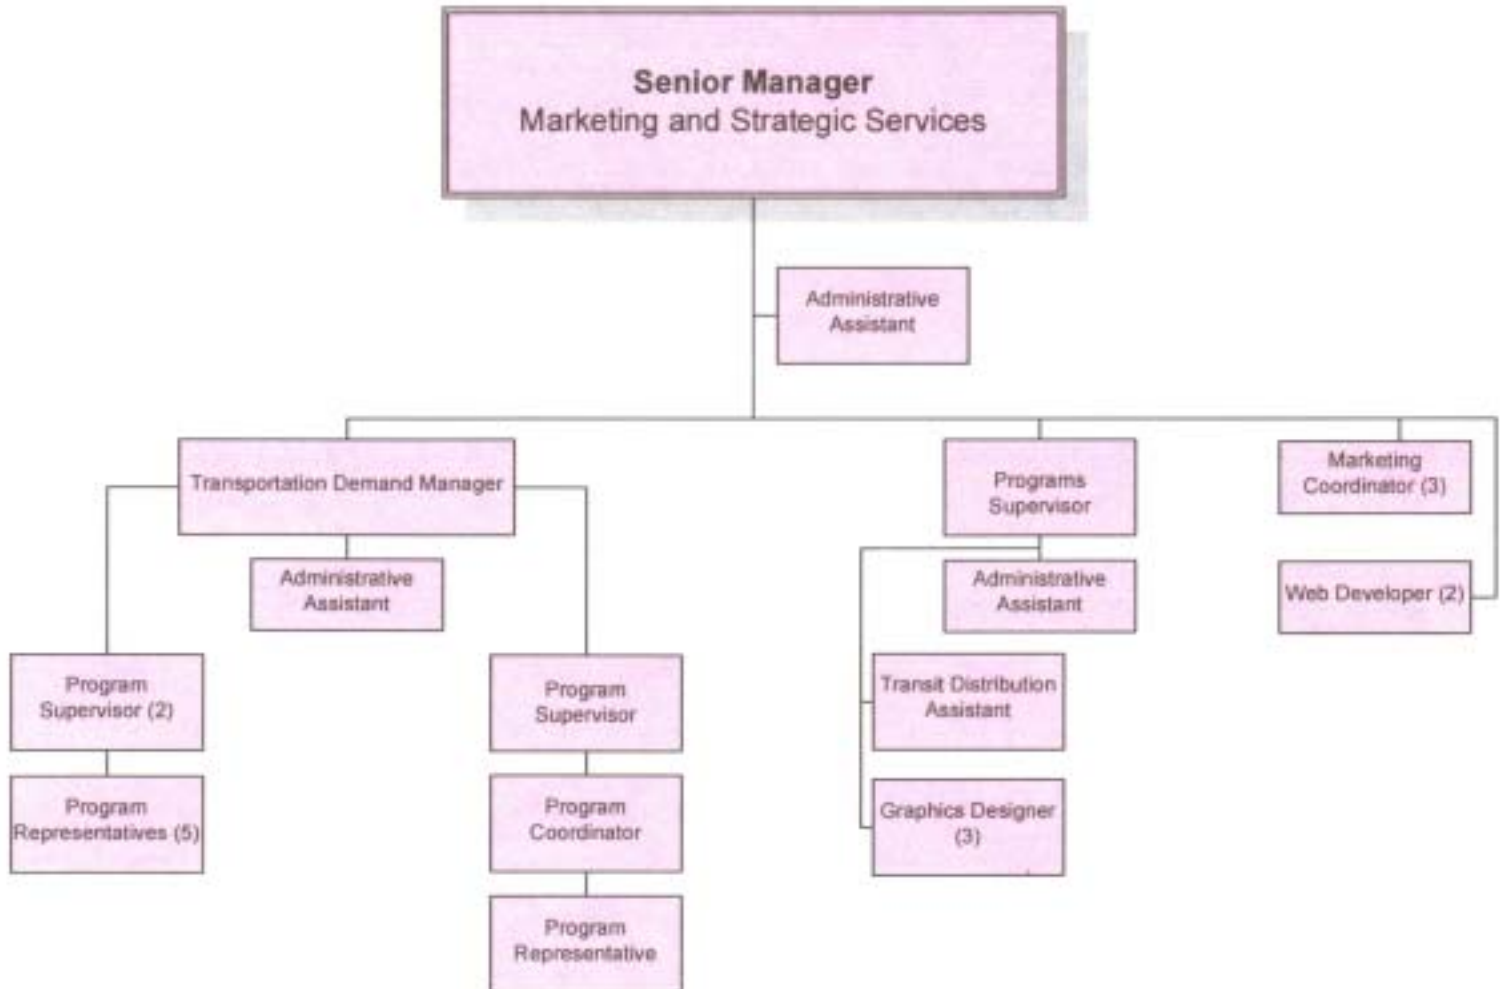 Senior Manager
Marketing and Strategic Services
Administrative
Assistant
Transportation Demand Manager
Administrative
Assistant
Program
Supervisor (2)
Program
Representatives (5)
Program
Supervisor
Program
Coordinator
Program
Representative
Programs
Supervisor
Administrative
Assistant
Transit Distribution
Assistant
Graphics Designer
(3)
Marketing
Coordinator (3)
Web Developer (2)